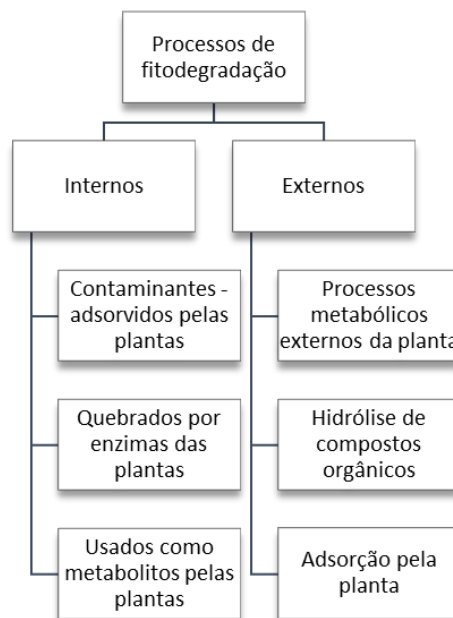 Processos de
fitodegradação
Internos
Externos
Contaminantes -
adsorvidos pelas
plantas
Quebrados por
enzimas das
plantas
Usados como
metabolitos pelas
plantas
Processos
metabólicos
externos da planta
Hidrólise de
compostos
orgânicos
Adsorção pela
planta